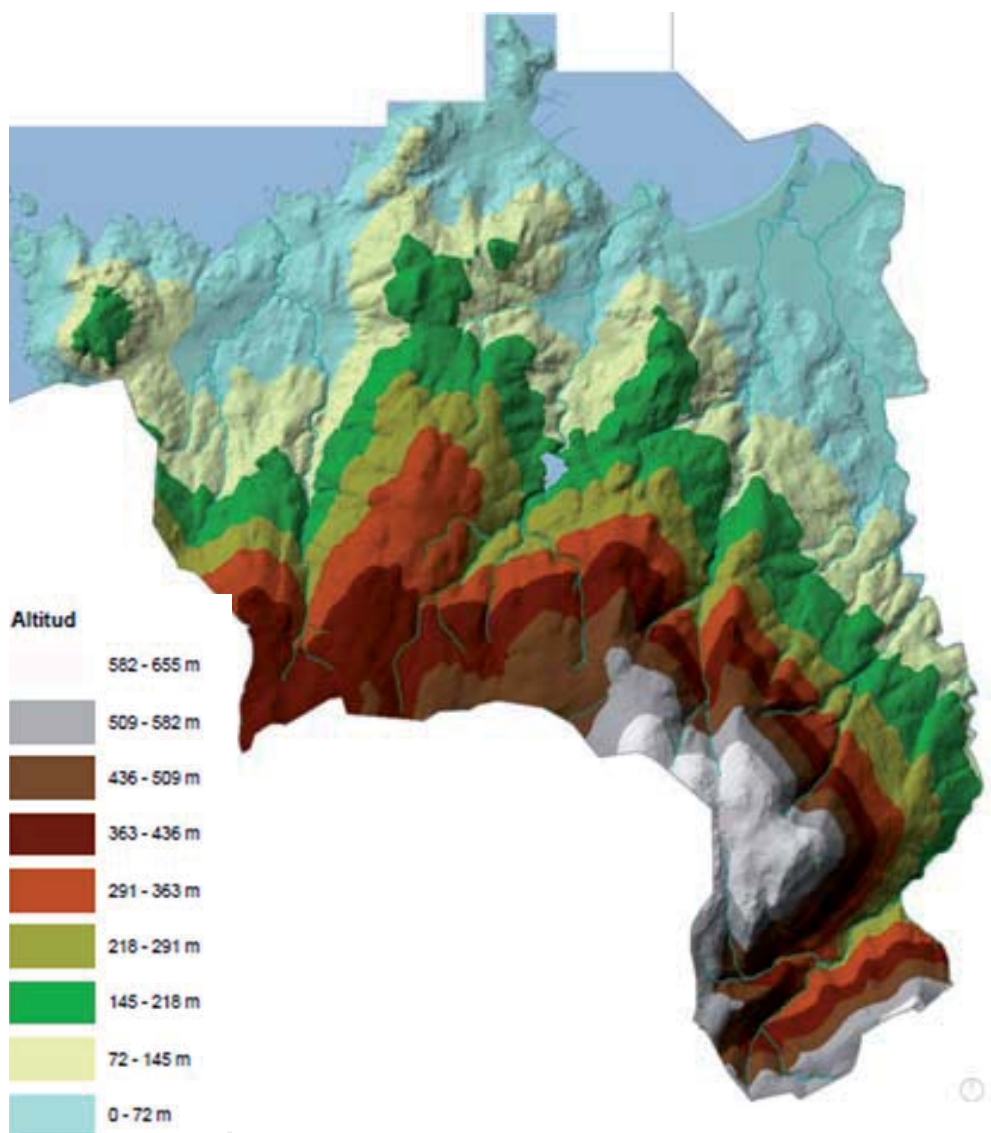 Altitud
582 - 655 m
509 - 582 m
436 - 509 m
363 - 436 m
291 - 363 m
218 - 291 m
145 - 218 m
72 - 145 m
0 - 72 m